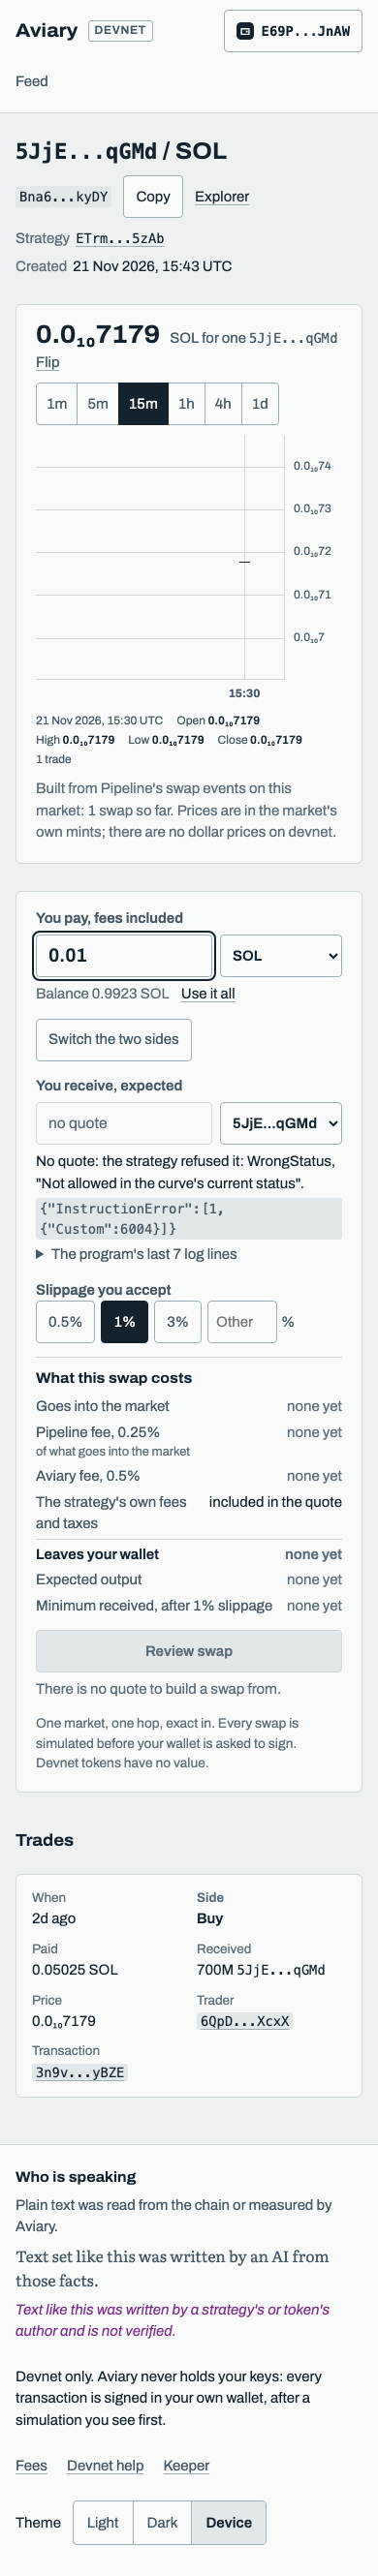 Aviary DEVNET E69P...JnAW
Feed
5JjE...qGMd / SOL
Bna6...kyDY Copy Explorer
Strategy ETrm...5zAb
Created 21 Nov 2026, 15:43 UTC
0.0₁₀7179 SOL for one 5JjE...qGMd
Flip
1m 5m 15m 1h 4h 1d
0.0₁₀74
0.0₁₀73
0.0₁₀72
0.0₁₀71
0.0₁₀7
15:30
21 Nov 2026, 15:30 UTC Open 0.0₁₀7179
High 0.0₁₀7179 Low 0.0₁₀7179 Close 0.0₁₀7179
1 trade
Built from Pipeline's swap events on this
market: 1 swap so far. Prices are in the market's
own mints; there are no dollar prices on devnet.
You pay, fees included
0.01 SOL
Balance 0.9923 SOL Use it all
Switch the two sides
You receive, expected
no quote 5JjE...qGMd
No quote: the strategy refused it: WrongStatus,
"Not allowed in the curve's current status".
{"InstructionError":[1,
{"Custom":6004}]}
The program's last 7 log lines
Slippage you accept
0.5% 1% 3% Other %
What this swap costs
Goes into the market none yet
Pipeline fee, 0.25% none yet
of what goes into the market
Aviary fee, 0.5% none yet
The strategy's own fees included in the quote
and taxes
Leaves your wallet none yet
Expected output none yet
Minimum received, after 1% slippage none yet
Review swap
There is no quote to build a swap from.
One market, one hop, exact in. Every swap is
simulated before your wallet is asked to sign.
Devnet tokens have no value.
Trades
When Side
2d ago Buy
Paid Received
0.05025 SOL 700M 5JjE...qGMd
Price Trader
0.0₁₀7179 6QpD...XcxX
Transaction
3n9v...yBZE
Who is speaking
Plain text was read from the chain or measured by
Aviary.
Text set like this was written by an AI from
those facts.
Text like this was written by a strategy's or token's
author and is not verified.
Devnet only. Aviary never holds your keys: every
transaction is signed in your own wallet, after a
simulation you see first.
Fees Devnet help Keeper
Theme Light Dark Device